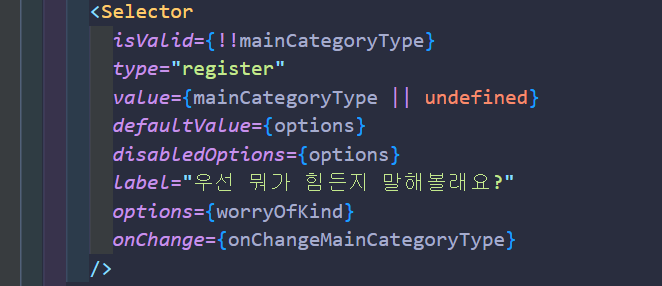 <Selector
isValid={!!mainCategoryType}
type="register"
value={mainCategoryType || undefined}
defaultValue={options}
disabledOptions={options}
label="우선 뭐가 힘든지 말해볼래요?"
options={worryOfKind}
onChange={onChangeMainCategoryType}
/>